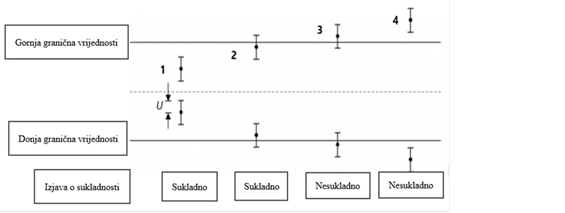 4
3
Gornja granična vrijednosti
2
1
U
Donja granična vrijednosti
Izjava o sukladnosti
Sukladno
Sukladno
Nesukladno
Nesukladno